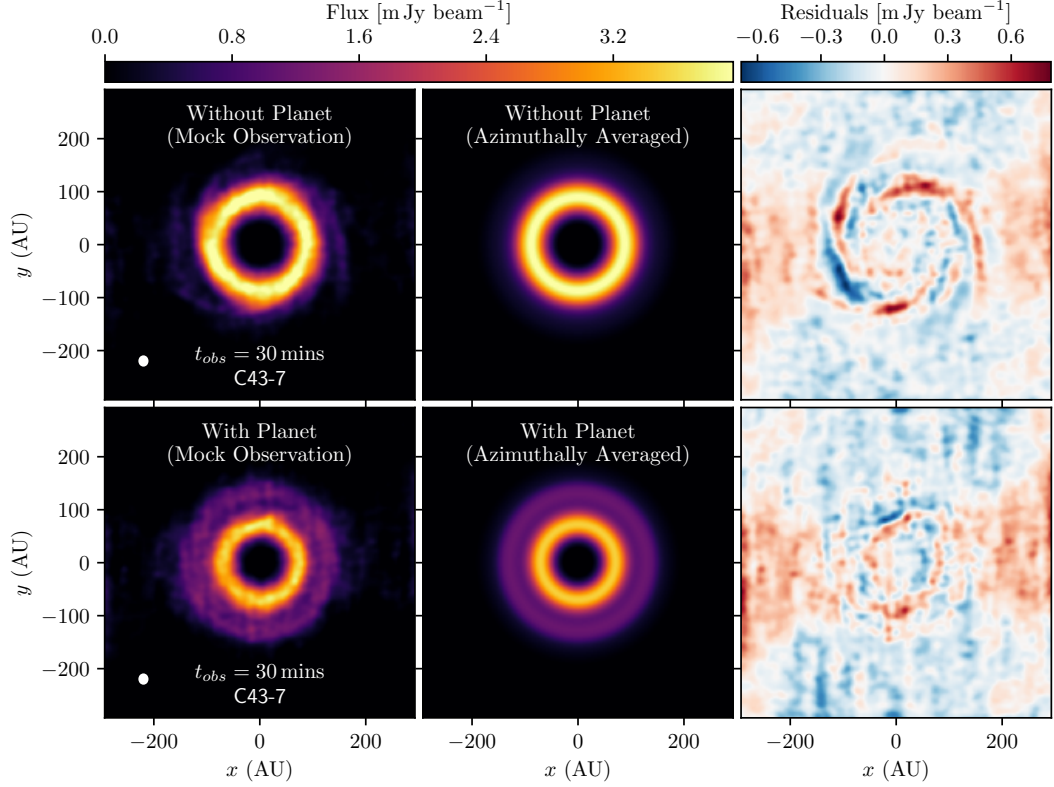 Flux [m Jy beam⁻¹]
Residuals [m Jy beam⁻¹]
0.0 0.8 1.6 2.4 3.2
−0.6 −0.3 0.0 0.3 0.6
Without Planet
(Mock Observation)
Without Planet
(Azimuthally Averaged)
200
100
0
−100
−200
y (AU)
t_obs = 30 mins
C43-7
With Planet
(Mock Observation)
With Planet
(Azimuthally Averaged)
200
100
0
−100
−200
y (AU)
t_obs = 30 mins
C43-7
−200 0 200
−200 0 200
−200 0 200
x (AU)
x (AU)
x (AU)